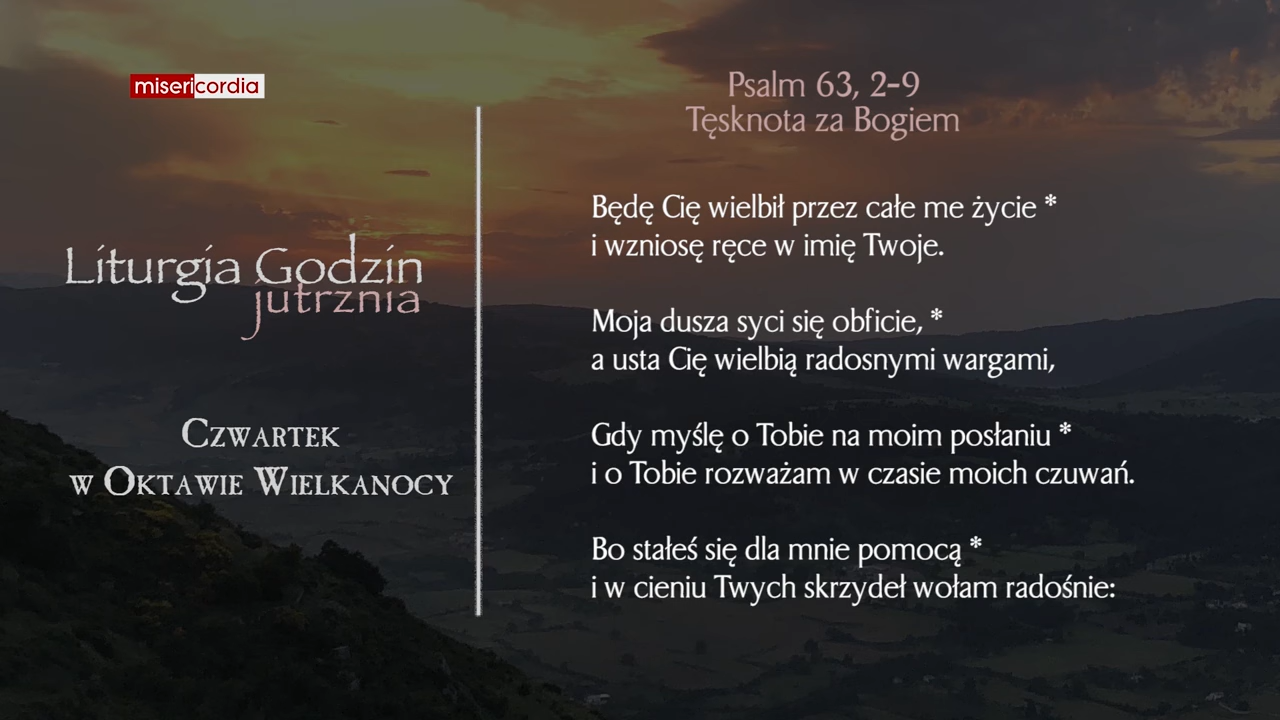 misericordia
Liturgia Godzin
jutrznia
Czwartek
w Oktawie Wielkanocy
Psalm 63, 2-9
Tęsknota za Bogiem
Będę Cię wielbił przez całe me życie *
i wzniosę ręce w imię Twoje.
Moja dusza syci się obficie, *
a usta Cię wielbią radosnymi wargami,
Gdy myślę o Tobie na moim posłaniu *
i o Tobie rozważam w czasie moich czuwań.
Bo stałeś się dla mnie pomocą *
i w cieniu Twych skrzydeł wołam radośnie: